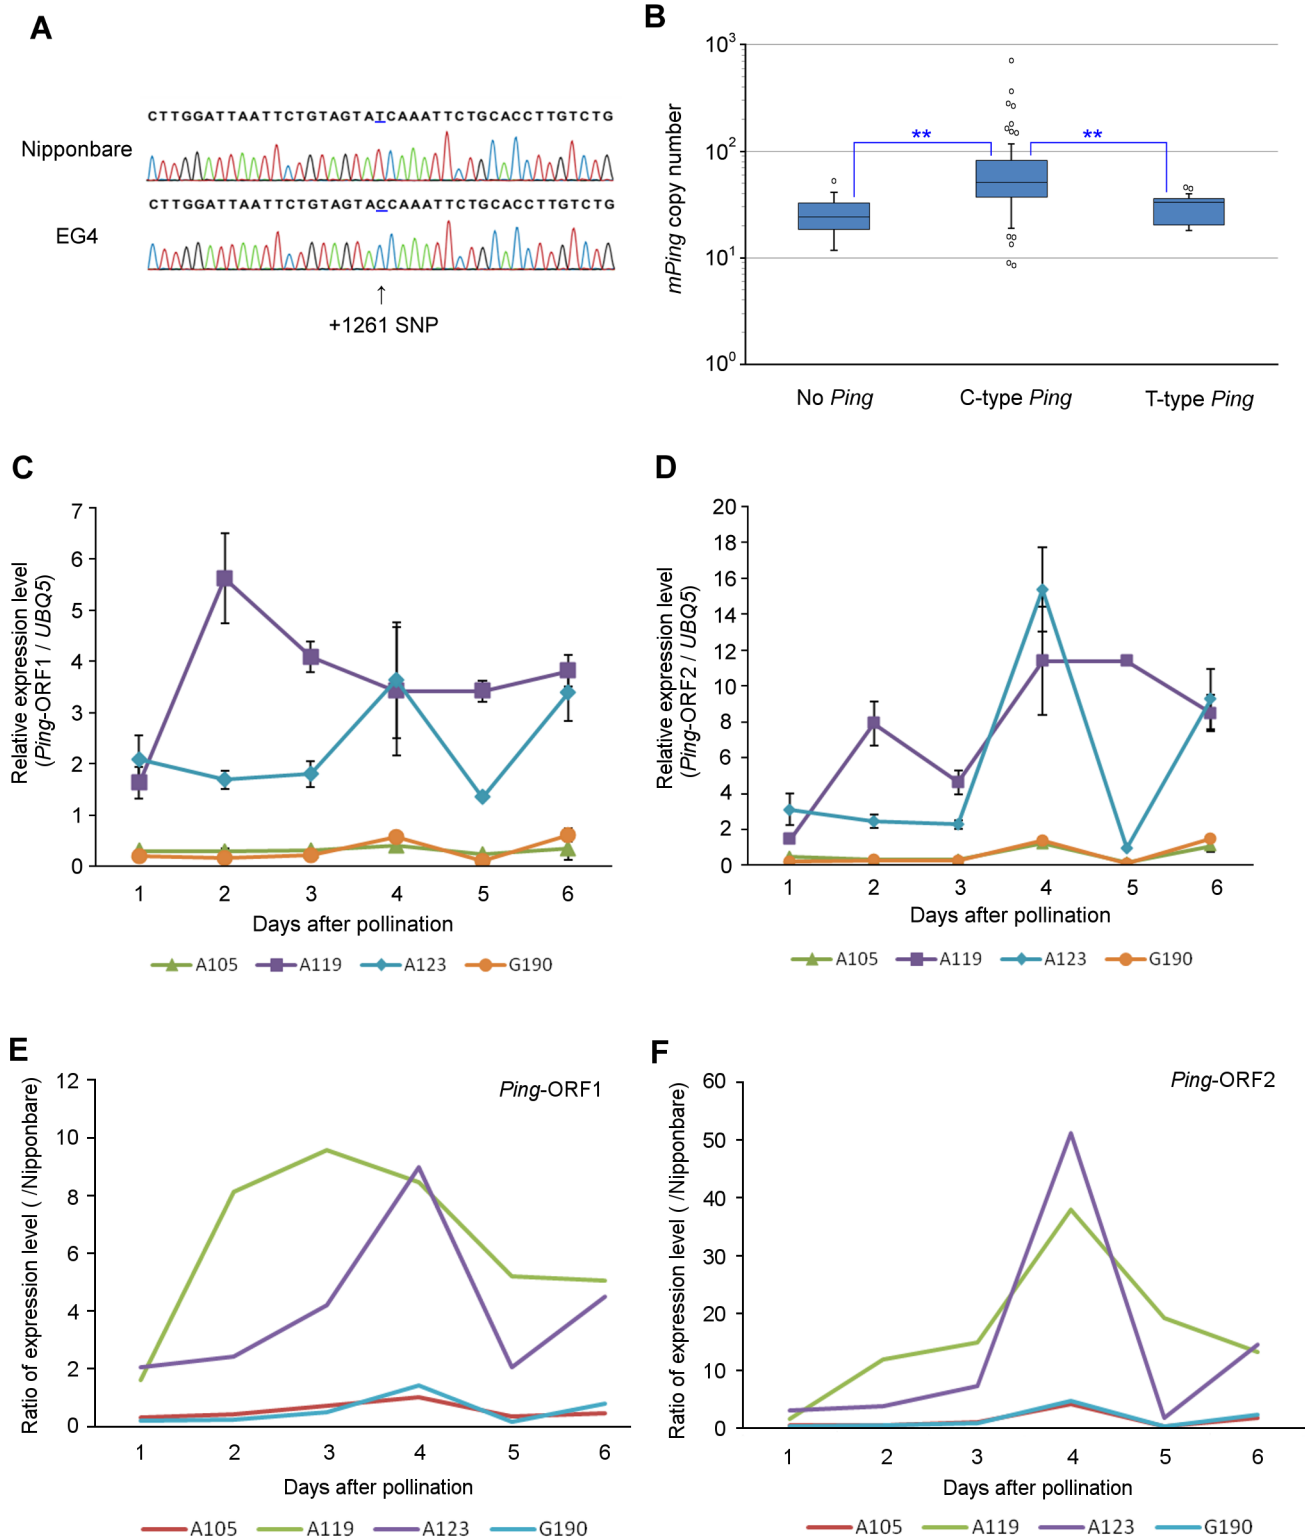 A
CTTGGATTAATTCTGTAGTATCAAATTCTGCACCTTGTCTG
Nipponbare
CTTGGATTAATTCTGTAGTACCAAATTCTGCACCTTGTCTG
EG4
↑
+1261 SNP
B
mPing copy number
10³
10²
10¹
10⁰
**
**
No Ping
C-type Ping
T-type Ping
C
Relative expression level
(Ping-ORF1 / UBQ5)
7
6
5
4
3
2
1
0
1 2 3 4 5 6
Days after pollination
A105 A119 A123 G190
D
Relative expression level
(Ping-ORF2 / UBQ5)
20
18
16
14
12
10
8
6
4
2
0
1 2 3 4 5 6
Days after pollination
A105 A119 A123 G190
E
Ratio of expression level ( /Nipponbare)
Ping-ORF1
12
10
8
6
4
2
0
1 2 3 4 5 6
Days after pollination
A105 A119 A123 G190
F
Ratio of expression level ( /Nipponbare)
Ping-ORF2
60
50
40
30
20
10
0
1 2 3 4 5 6
Days after pollination
A105 A119 A123 G190